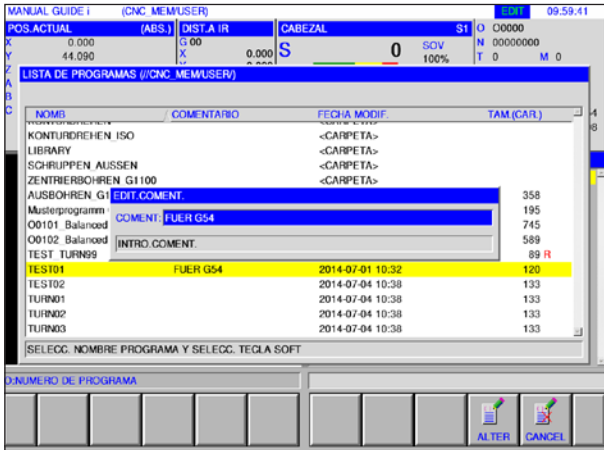 MANUAL GUIDE i (CNC_MEM/USER) EDIT 09:59:41
POS.ACTUAL (ABS.) DIST.A IR CABEZAL S1 O O0000
X 0.000 G 00 N 00000000
Y 44.090 X 0.000 S 0 SOV 100% T 0 M 0
Z
LISTA DE PROGRAMAS (//CNC_MEM/USER/)
A
B
C
NOMB COMENTARIO FECHA MODIF. TAM.(CAR.)
KONTURDREHEN_ISO <CARPETA>
LIBRARY <CARPETA>
SCHRUPPEN_AUSSEN <CARPETA>
ZENTRIERBOHREN_G1100 <CARPETA>
AUSBOHREN_G1 358
EDIT.COMENT.
Musterprogramm 195
COMENT: FUER G54
O0101_Balanced 745
O0102_Balanced 589
INTRO.COMENT.
TEST_TURN99 89 R
TEST01 FUER G54 2014-07-01 10:32 120
TEST02 2014-07-04 10:38 133
TURN01 2014-07-04 10:38 133
TURN02 2014-07-04 10:38 133
TURN03 2014-07-04 10:38 133
SELECC. NOMBRE PROGRAMA Y SELECC. TECLA SOFT
O:NUMERO DE PROGRAMA
ALTER CANCEL